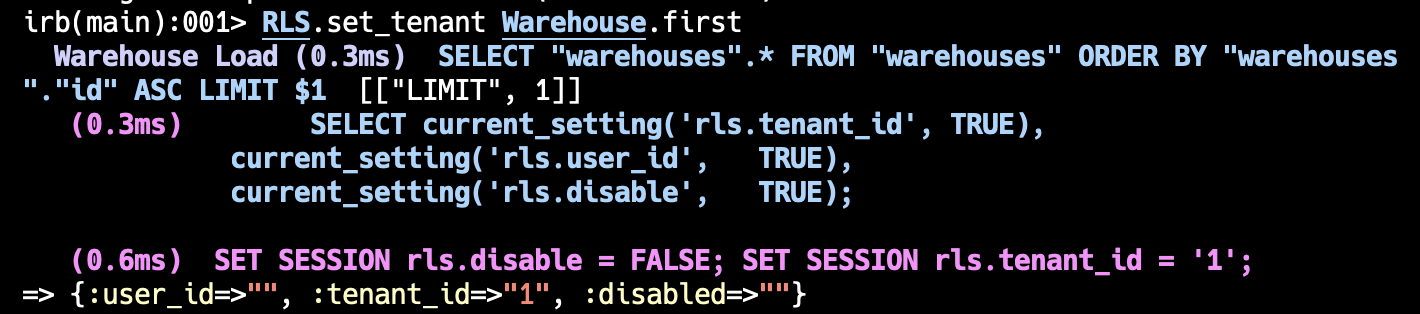 irb(main):001> RLS.set_tenant Warehouse.first
  Warehouse Load (0.3ms)  SELECT "warehouses".* FROM "warehouses" ORDER BY "warehouses
"."id" ASC LIMIT $1  [["LIMIT", 1]]
   (0.3ms)        SELECT current_setting('rls.tenant_id', TRUE),
             current_setting('rls.user_id',   TRUE),
             current_setting('rls.disable',   TRUE);
   (0.6ms)  SET SESSION rls.disable = FALSE; SET SESSION rls.tenant_id = '1';
=> {:user_id=>"", :tenant_id=>"1", :disabled=>""}